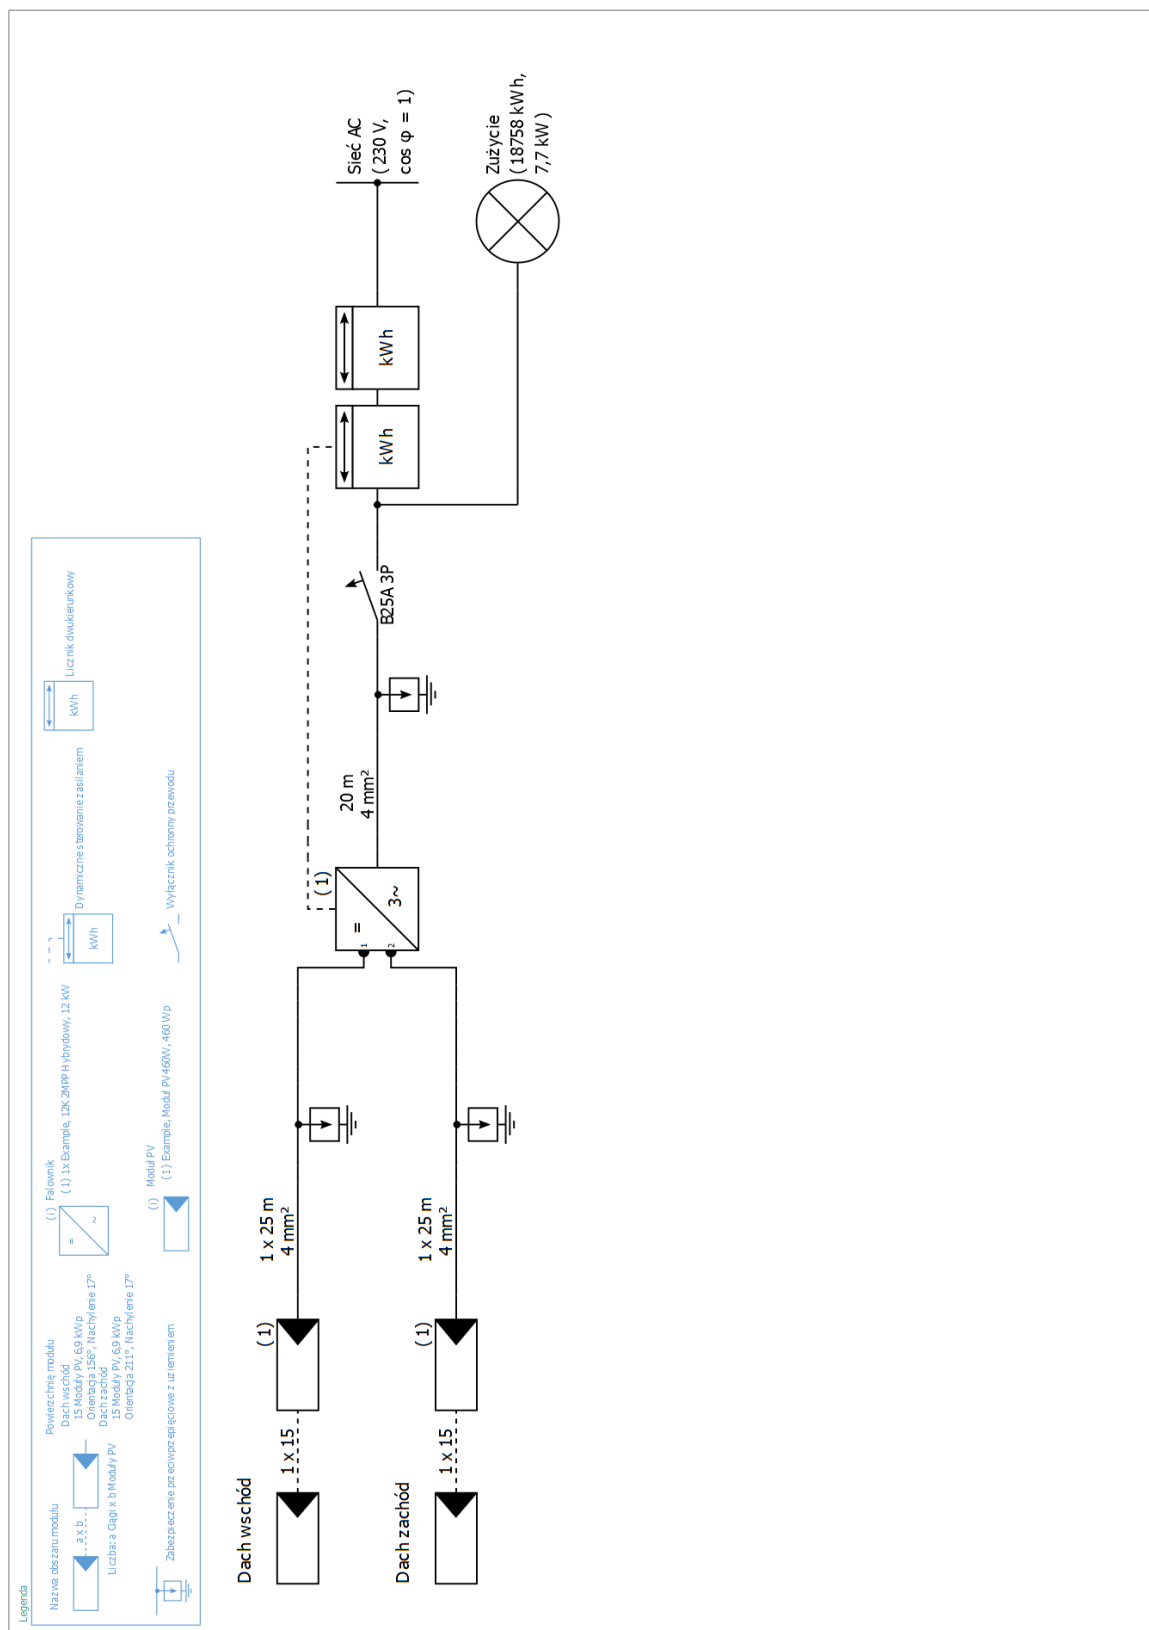 Legenda
Nazwa obszaru modułu
a x b
Liczba: a Ciągi x b Moduły PV
Powierzchnię modułu
Dach wschód
15 Moduły PV, 6,9 kWp
Orientacja 156°, Nachylenie 17°
Dach zachód
15 Moduły PV, 6,9 kWp
Orientacja 211°, Nachylenie 17°
(i) Falownik
(1) 1x Example, 12K 2MPP Hybrydowy, 12 kW
=
~
kWh
Dynamiczne sterowanie zasilaniem
kWh
Licznik dwukierunkowy
Zabezpieczenie przeciwprzepięciowe z uziemieniem
(i) Moduł PV
(1) Example, Moduł PV 460W, 460 Wp
Wyłącznik ochronny przewodu
Dach wschód
1 x 15
(1)
1 x 25 m
4 mm²
Dach zachód
1 x 15
(1)
1 x 25 m
4 mm²
(1)
=
3~
1
2
20 m
4 mm²
B25A 3P
kWh
kWh
Sieć AC
(230 V,
cos φ = 1)
Zużycie
(18758 kWh,
7,7 kW)